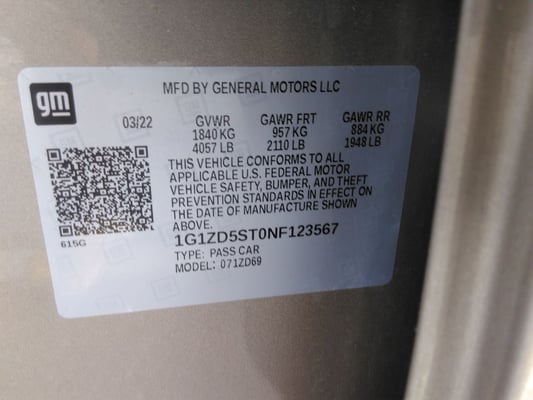 gm
MFD BY GENERAL MOTORS LLC
03/22 GVWR GAWR FRT GAWR RR
1840 KG 957 KG 884 KG
4057 LB 2110 LB 1948 LB
THIS VEHICLE CONFORMS TO ALL
APPLICABLE U.S. FEDERAL MOTOR
VEHICLE SAFETY, BUMPER, AND THEFT
PREVENTION STANDARDS IN EFFECT ON
THE DATE OF MANUFACTURE SHOWN
ABOVE.
615G
1G1ZD5ST0NF123567
TYPE: PASS CAR
MODEL: 071ZD69